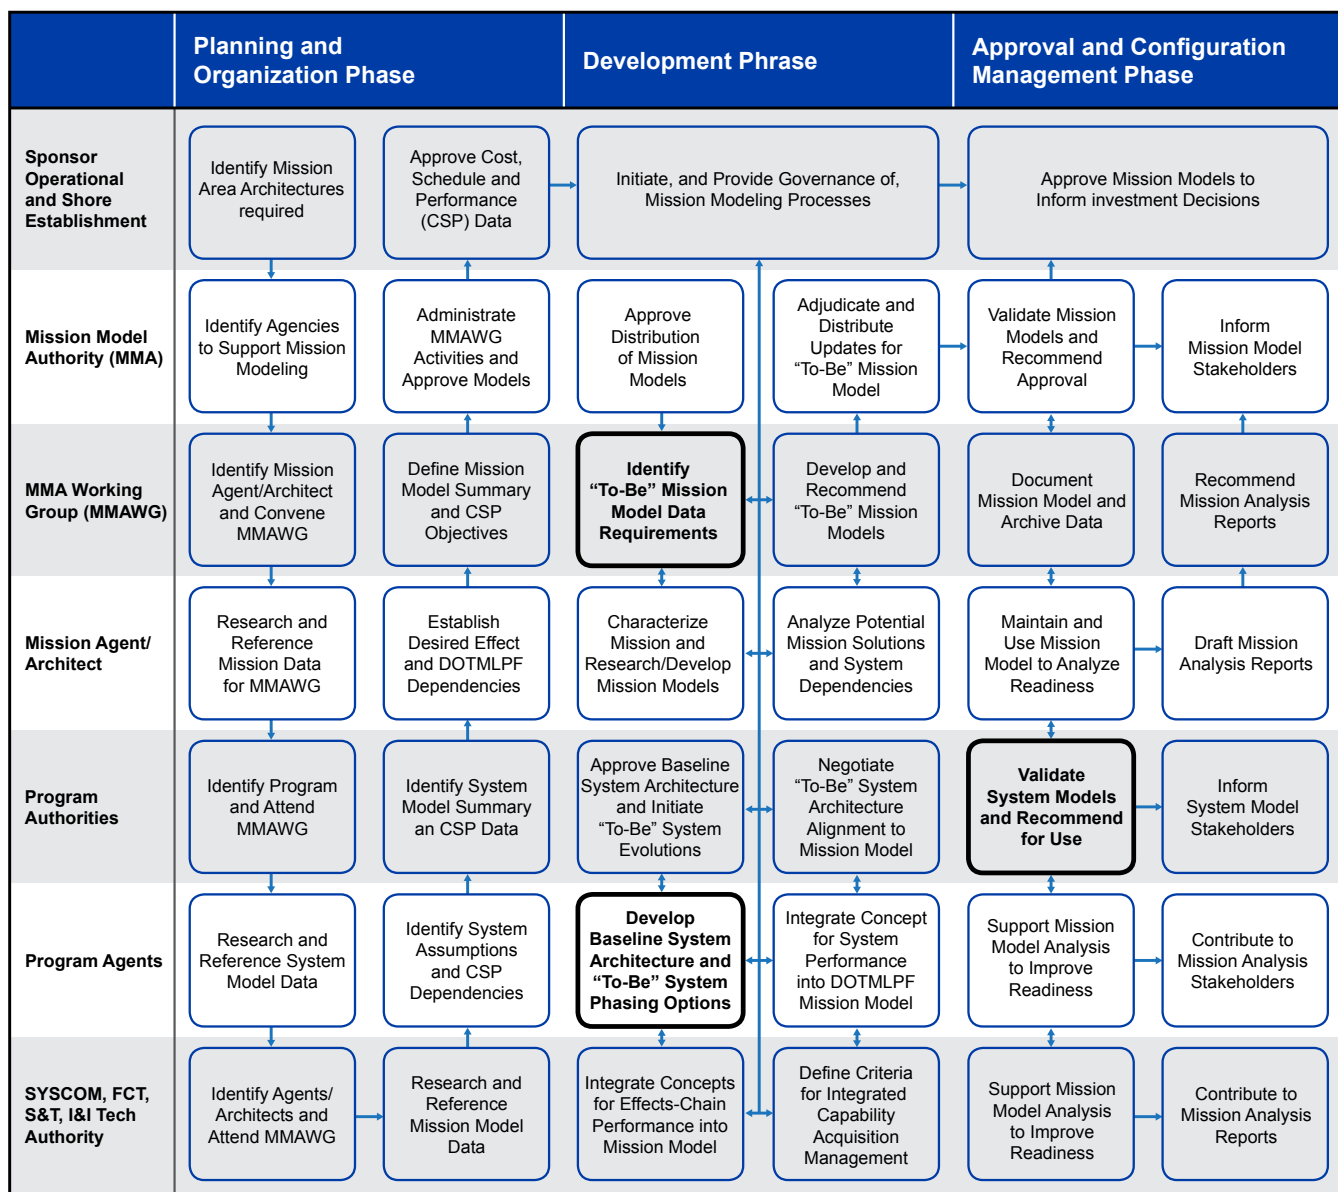 Planning and
Organization Phase
Development Phrase
Approval and Configuration
Management Phase
Sponsor
Operational
and Shore
Establishment
Identify Mission
Area Architectures
required
Approve Cost,
Schedule and
Performance
(CSP) Data
Initiate, and Provide Governance of,
Mission Modeling Processes
Approve Mission Models to
Inform investment Decisions
Mission Model
Authority (MMA)
Identify Agencies
to Support Mission
Modeling
Administrate
MMAWG
Activities and
Approve Models
Approve
Distribution
of Mission
Models
Adjudicate and
Distribute
Updates for
“To-Be” Mission
Model
Validate Mission
Models and
Recommend
Approval
Inform
Mission Model
Stakeholders
MMA Working
Group (MMAWG)
Identify Mission
Agent/Architect
and Convene
MMAWG
Define Mission
Model Summary
and CSP
Objectives
Identify
“To-Be” Mission
Model Data
Requirements
Develop and
Recommend
“To-Be” Mission
Models
Document
Mission Model and
Archive Data
Recommend
Mission Analysis
Reports
Mission Agent/
Architect
Research and
Reference
Mission Data
for MMAWG
Establish
Desired Effect
and DOTMLPF
Dependencies
Characterize
Mission and
Research/Develop
Mission Models
Analyze Potential
Mission Solutions
and System
Dependencies
Maintain and
Use Mission
Model to Analyze
Readiness
Draft Mission
Analysis Reports
Program
Authorities
Identify Program
and Attend
MMAWG
Identify System
Model Summary
an CSP Data
Approve Baseline
System Architecture
and Initiate
“To-Be” System
Evolutions
Negotiate
“To-Be” System
Architecture
Alignment to
Mission Model
Validate
System Models
and Recommend
for Use
Inform
System Model
Stakeholders
Program Agents
Research and
Reference System
Model Data
Identify System
Assumptions
and CSP
Dependencies
Develop
Baseline System
Architecture and
“To-Be” System
Phasing Options
Integrate Concept
for System
Performance
into DOTMLPF
Mission Model
Support Mission
Model Analysis
to Improve
Readiness
Contribute to
Mission Analysis
Stakeholders
SYSCOM, FCT,
S&T, I&I Tech
Authority
Identify Agents/
Architects and
Attend MMAWG
Research and
Reference
Mission Model
Data
Integrate Concepts
for Effects-Chain
Performance into
Mission Model
Define Criteria
for Integrated
Capability
Acquisition
Management
Support Mission
Model Analysis
to Improve
Readiness
Contribute to
Mission Analysis
Reports